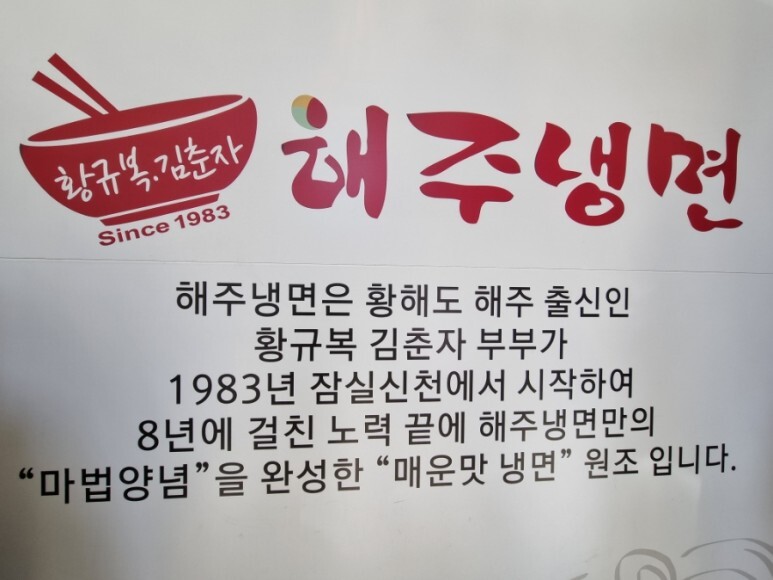 황규복.김춘자
Since 1983
해주냉면
해주냉면은 황해도 해주 출신인
황규복 김춘자 부부가
1983년 잠실신천에서 시작하여
8년에 걸친 노력 끝에 해주냉면만의
“마법양념”을 완성한 “매운맛 냉면” 원조 입니다.